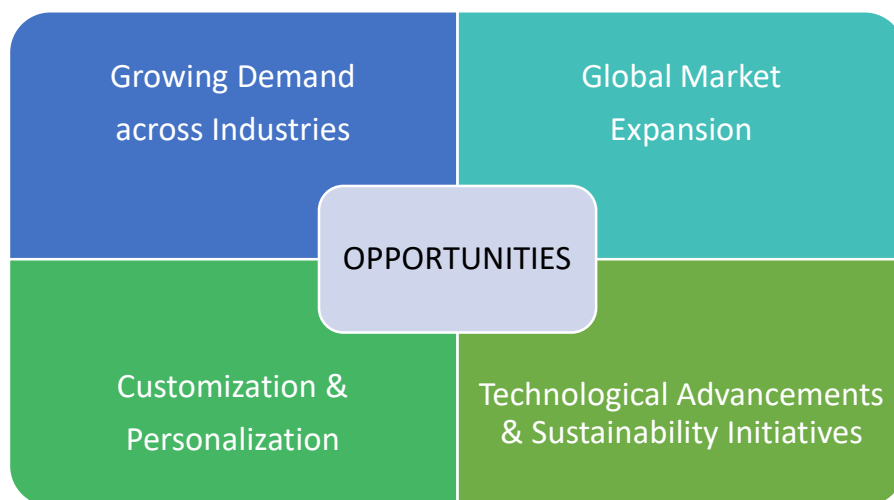 Growing Demand
across Industries
Global Market
Expansion
OPPORTUNITIES
Customization &
Personalization
Technological Advancements
& Sustainability Initiatives